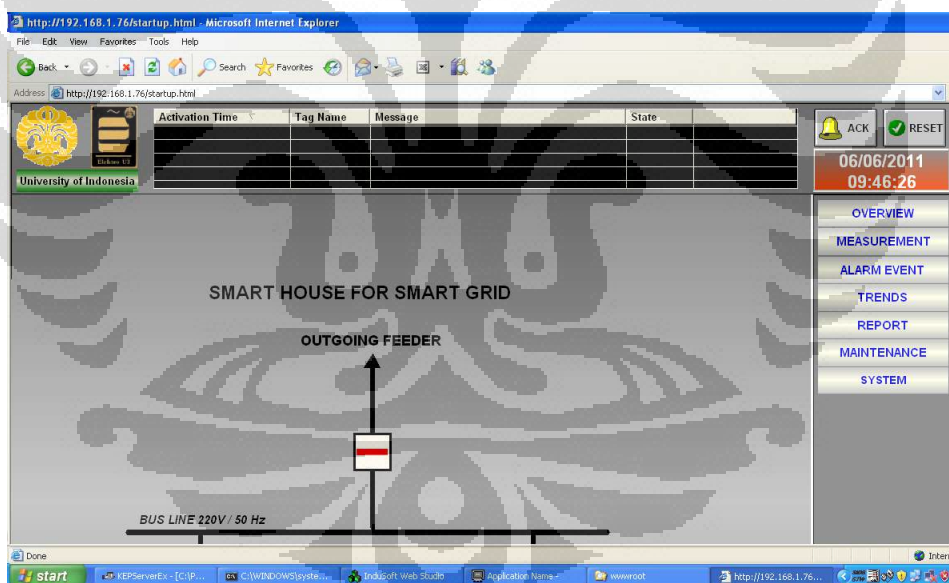 http://192.168.1.76/startup.html - Microsoft Internet Explorer
File Edit View Favorites Tools Help
Back Search Favorites
Address http://192.168.1.76/startup.html
Activation Time Tag Name Message State
ACK RESET
University of Indonesia
06/06/2011
09:46:26
OVERVIEW
MEASUREMENT
ALARM EVENT
TRENDS
REPORT
MAINTENANCE
SYSTEM
SMART HOUSE FOR SMART GRID
OUTGOING FEEDER
BUS LINE 220V / 50 Hz
Done Inter
start KEPServerEx - [C:\P... C:\WINDOWS\syste... InduSoft Web Studio Application Name - wwwroot http://192.168.1.76...